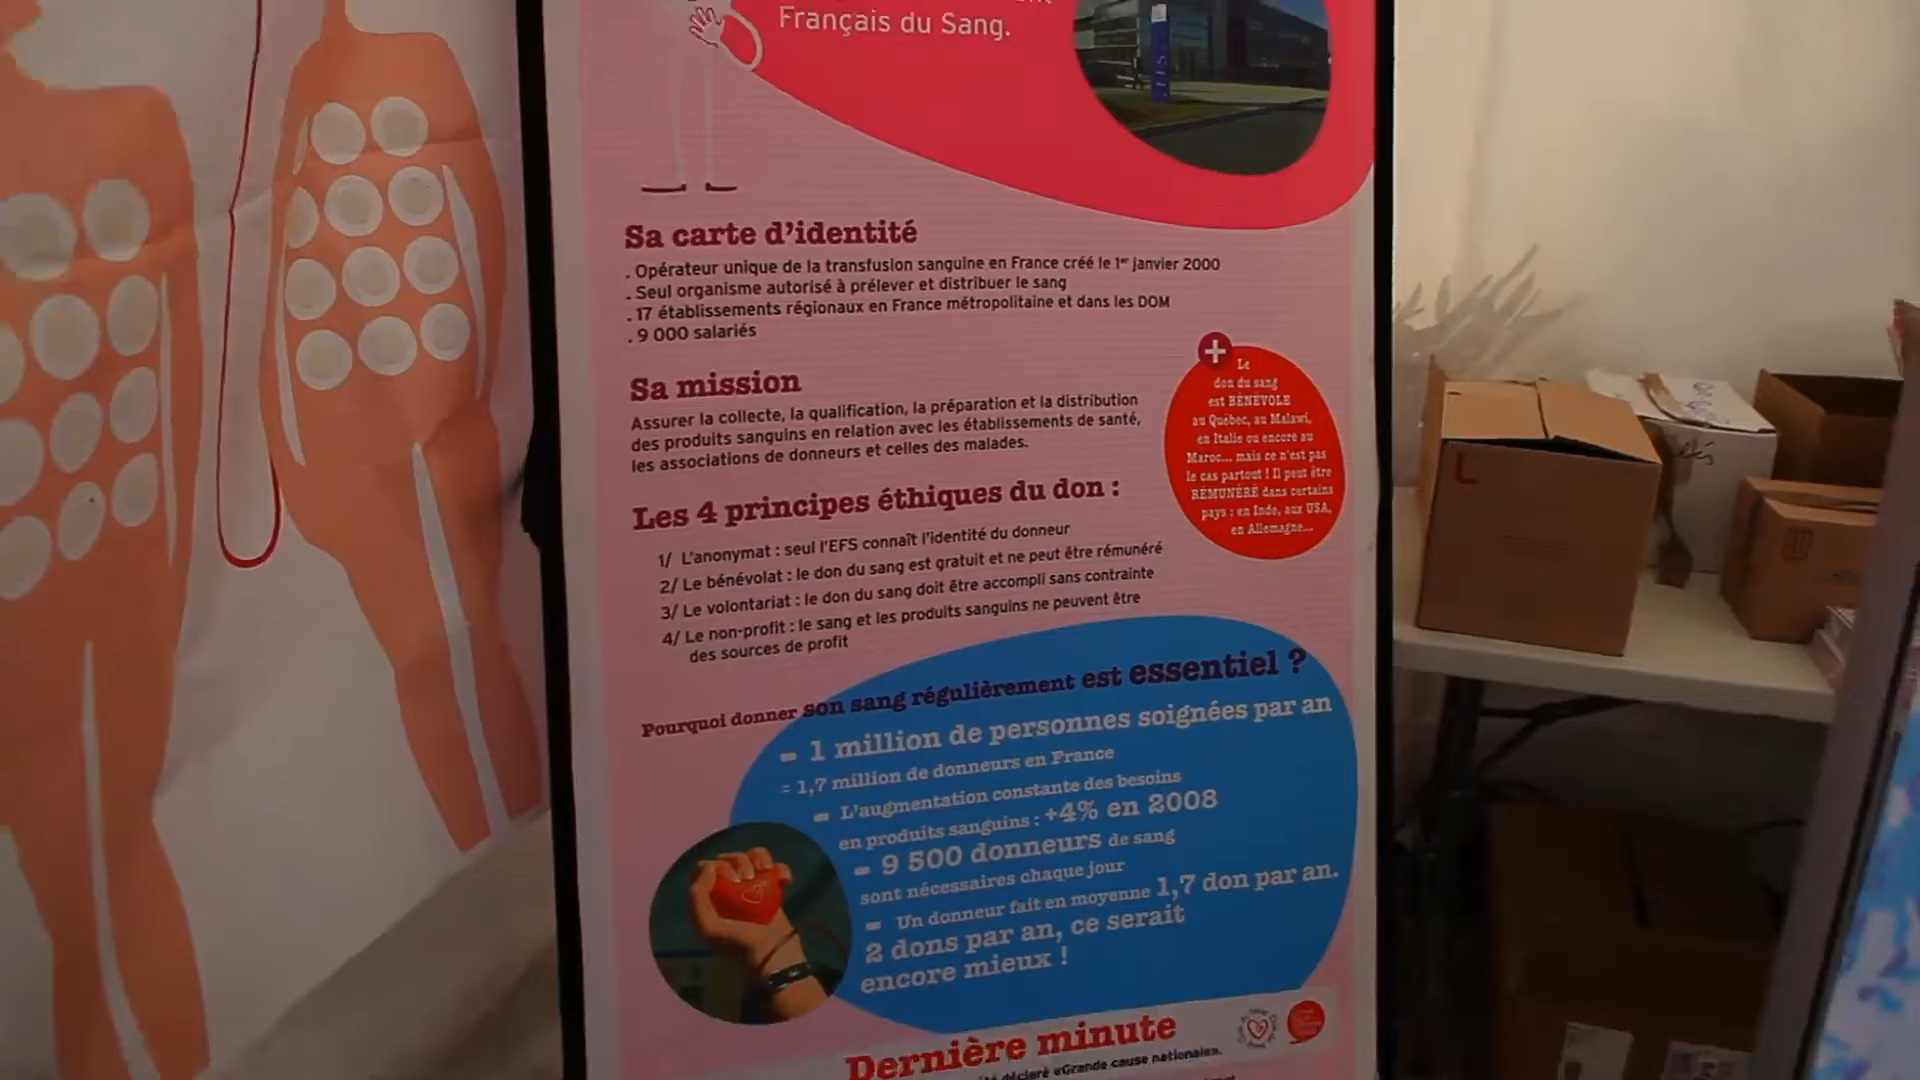 Français du Sang.
Sa carte d'identité
. Opérateur unique de la transfusion sanguine en France créé le 1er janvier 2000
. Seul organisme autorisé à prélever et distribuer le sang
. 17 établissements régionaux en France métropolitaine et dans les DOM
. 9 000 salariés
Sa mission
Assurer la collecte, la qualification, la préparation et la distribution
des produits sanguins en relation avec les établissements de santé,
les associations de donneurs et celles des malades.
+
Le
don du sang
est BÉNÉVOLE
au Québec, au Malawi,
en Italie ou encore au
Maroc... mais ce n'est pas
le cas partout ! Il peut être
RÉMUNÉRÉ dans certains
pays : en Inde, aux USA,
en Allemagne...
Les 4 principes éthiques du don :
1/ L'anonymat : seul l'EFS connaît l'identité du donneur
2/ Le bénévolat : le don du sang est gratuit et ne peut être rémunéré
3/ Le volontariat : le don du sang doit être accompli sans contrainte
4/ Le non-profit : le sang et les produits sanguins ne peuvent être
des sources de profit
Pourquoi donner son sang régulièrement est essentiel ?
= 1 million de personnes soignées par an
= 1,7 million de donneurs en France
= L'augmentation constante des besoins
en produits sanguins : +4% en 2008
= 9 500 donneurs de sang
sont nécessaires chaque jour
= Un donneur fait en moyenne 1,7 don par an.
2 dons par an, ce serait
encore mieux !
Dernière minute
déclaré «Grande cause nationale».